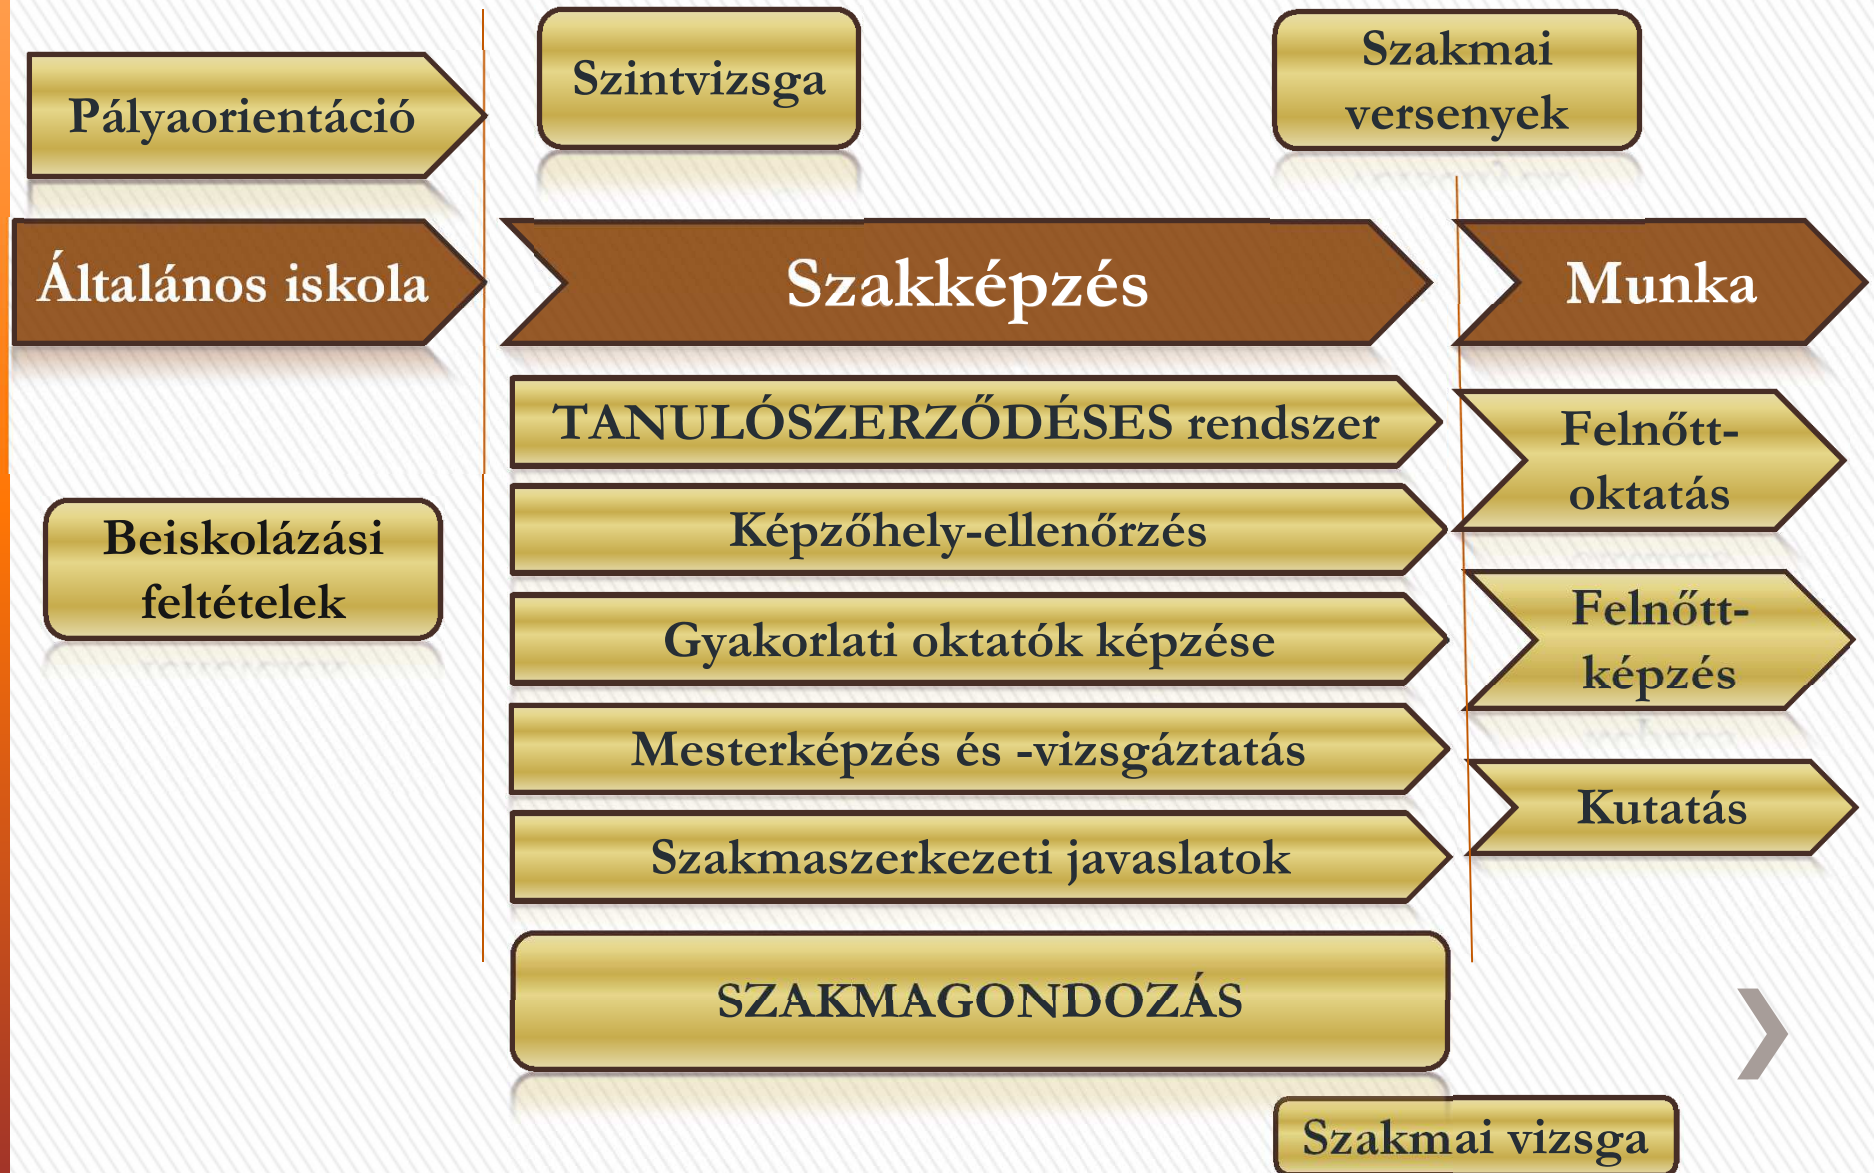 Pályaorientáció
Szintvizsga
Szakmai
versenyek
Általános iskola
Szakképzés
Munka
Beiskolázási
feltételek
TANULÓSZERZŐDÉSES rendszer
Képzőhely-ellenőrzés
Gyakorlati oktatók képzése
Mesterképzés és -vizsgáztatás
Szakmaszerkezeti javaslatok
SZAKMAGONDOZÁS
Felnőtt-
oktatás
Felnőtt-
képzés
Kutatás
Szakmai vizsga